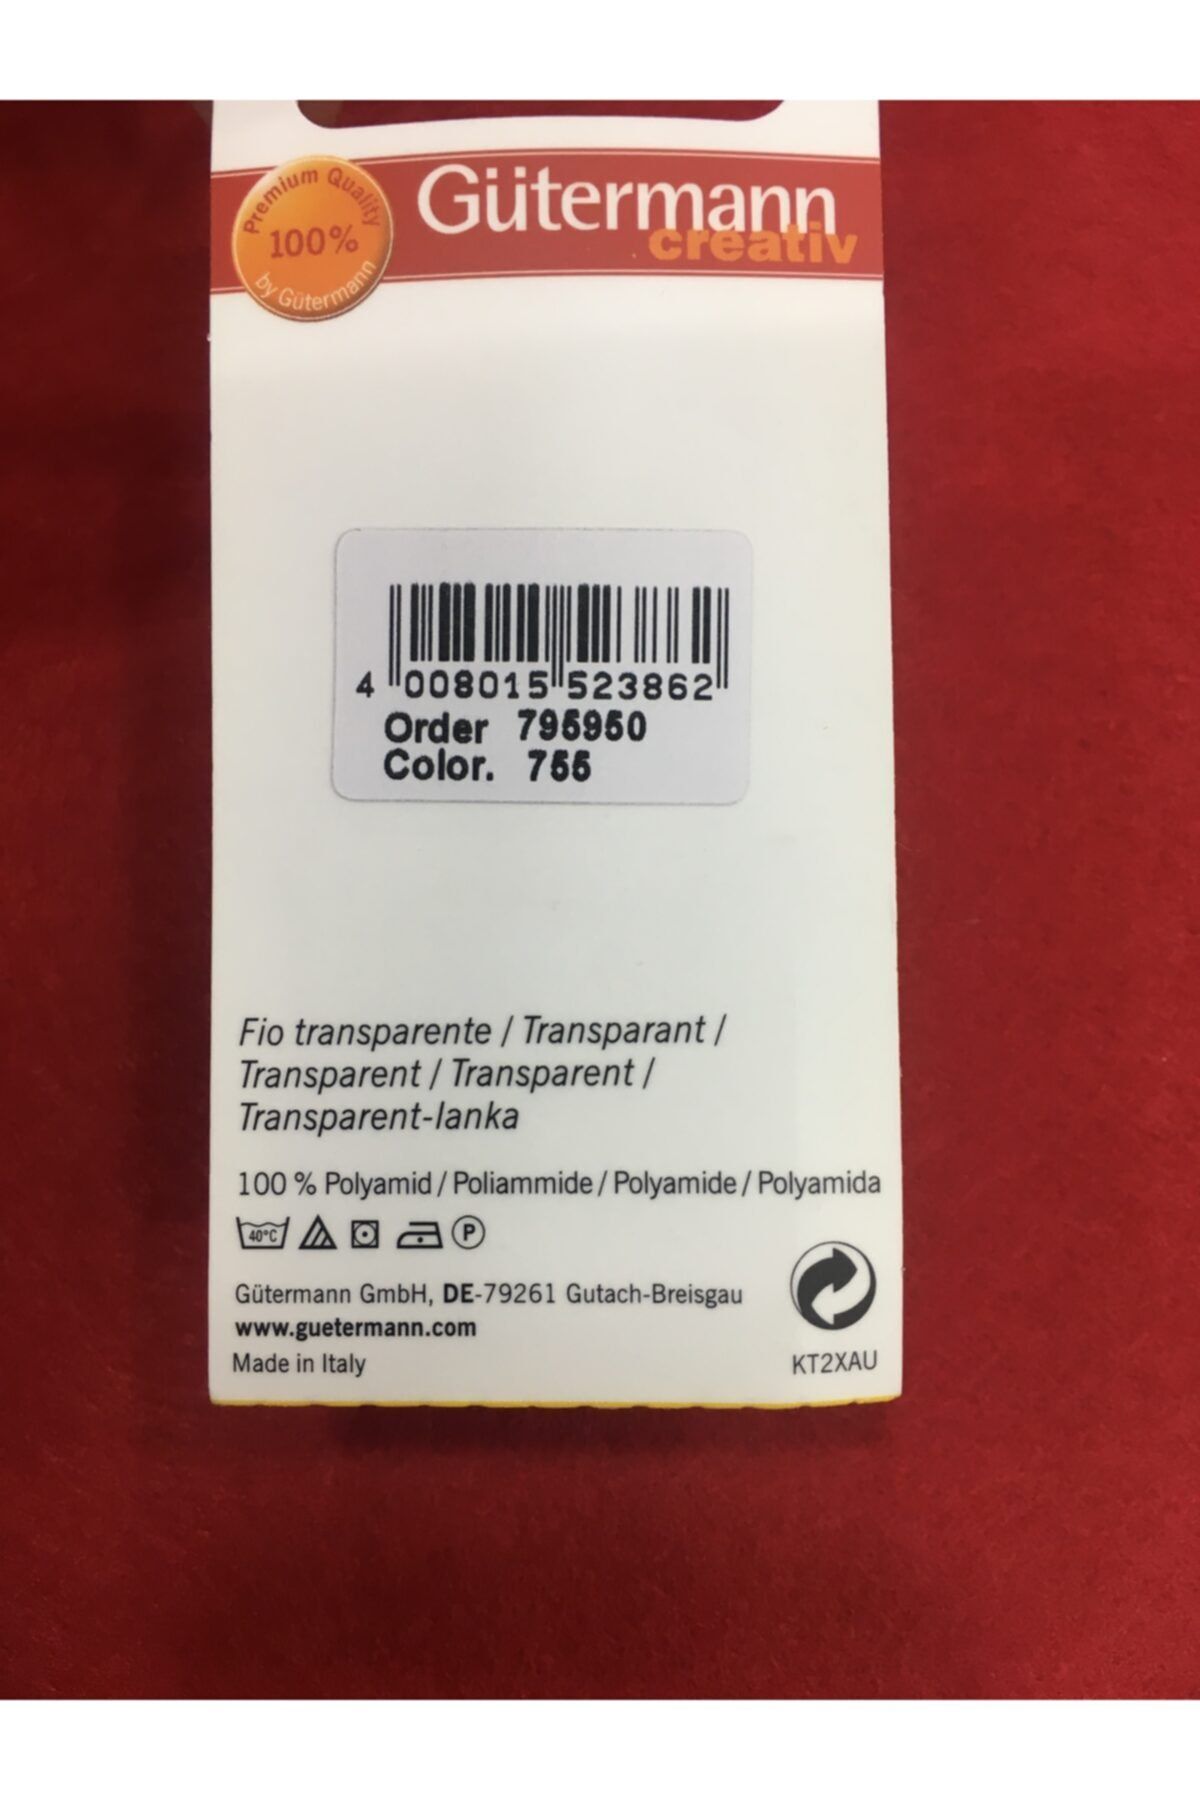 Premium Quality
100%
by Gütermann
Gütermann
creativ
4 008015 523862
Order 795950
Color. 755
Fio transparente / Transparant /
Transparent / Transparent /
Transparent-lanka
100 % Polyamid / Poliammide / Polyamide / Polyamida
40°C
P
Gütermann GmbH, DE-79261 Gutach-Breisgau
www.guetermann.com
Made in Italy
KT2XAU